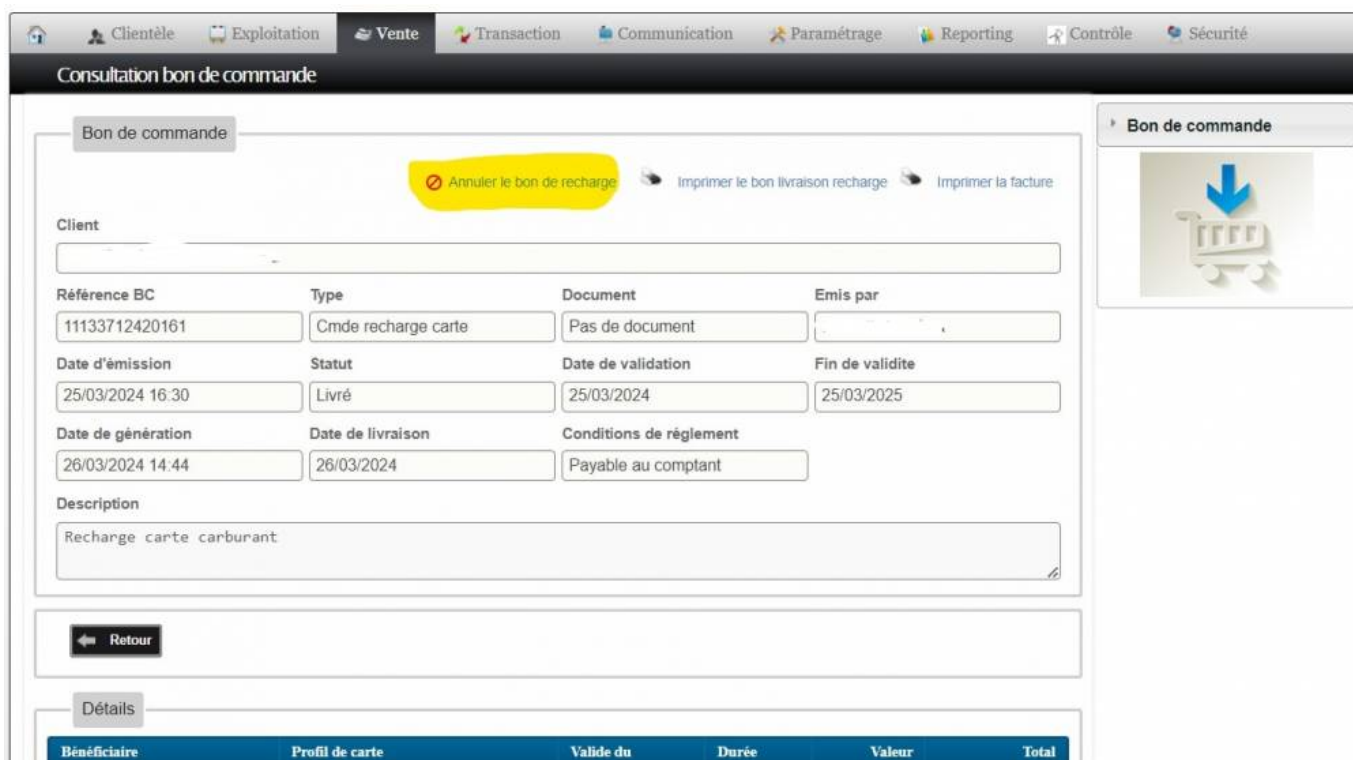 Clientèle Exploitation Vente Transaction Communication Paramétrage Reporting Contrôle Sécurité
Consultation bon de commande
Bon de commande
Bon de commande
Annuler le bon de recharge Imprimer le bon livraison recharge Imprimer la facture
Client
Référence BC Type Document Emis par
11133712420161 Cmde recharge carte Pas de document
Date d'émission Statut Date de validation Fin de validite
25/03/2024 16:30 Livré 25/03/2024 25/03/2025
Date de génération Date de livraison Conditions de réglement
26/03/2024 14:44 26/03/2024 Payable au comptant
Description
Recharge carte carburant
Retour
Détails
Bénéficiaire Profil de carte Valide du Durée Valeur Total